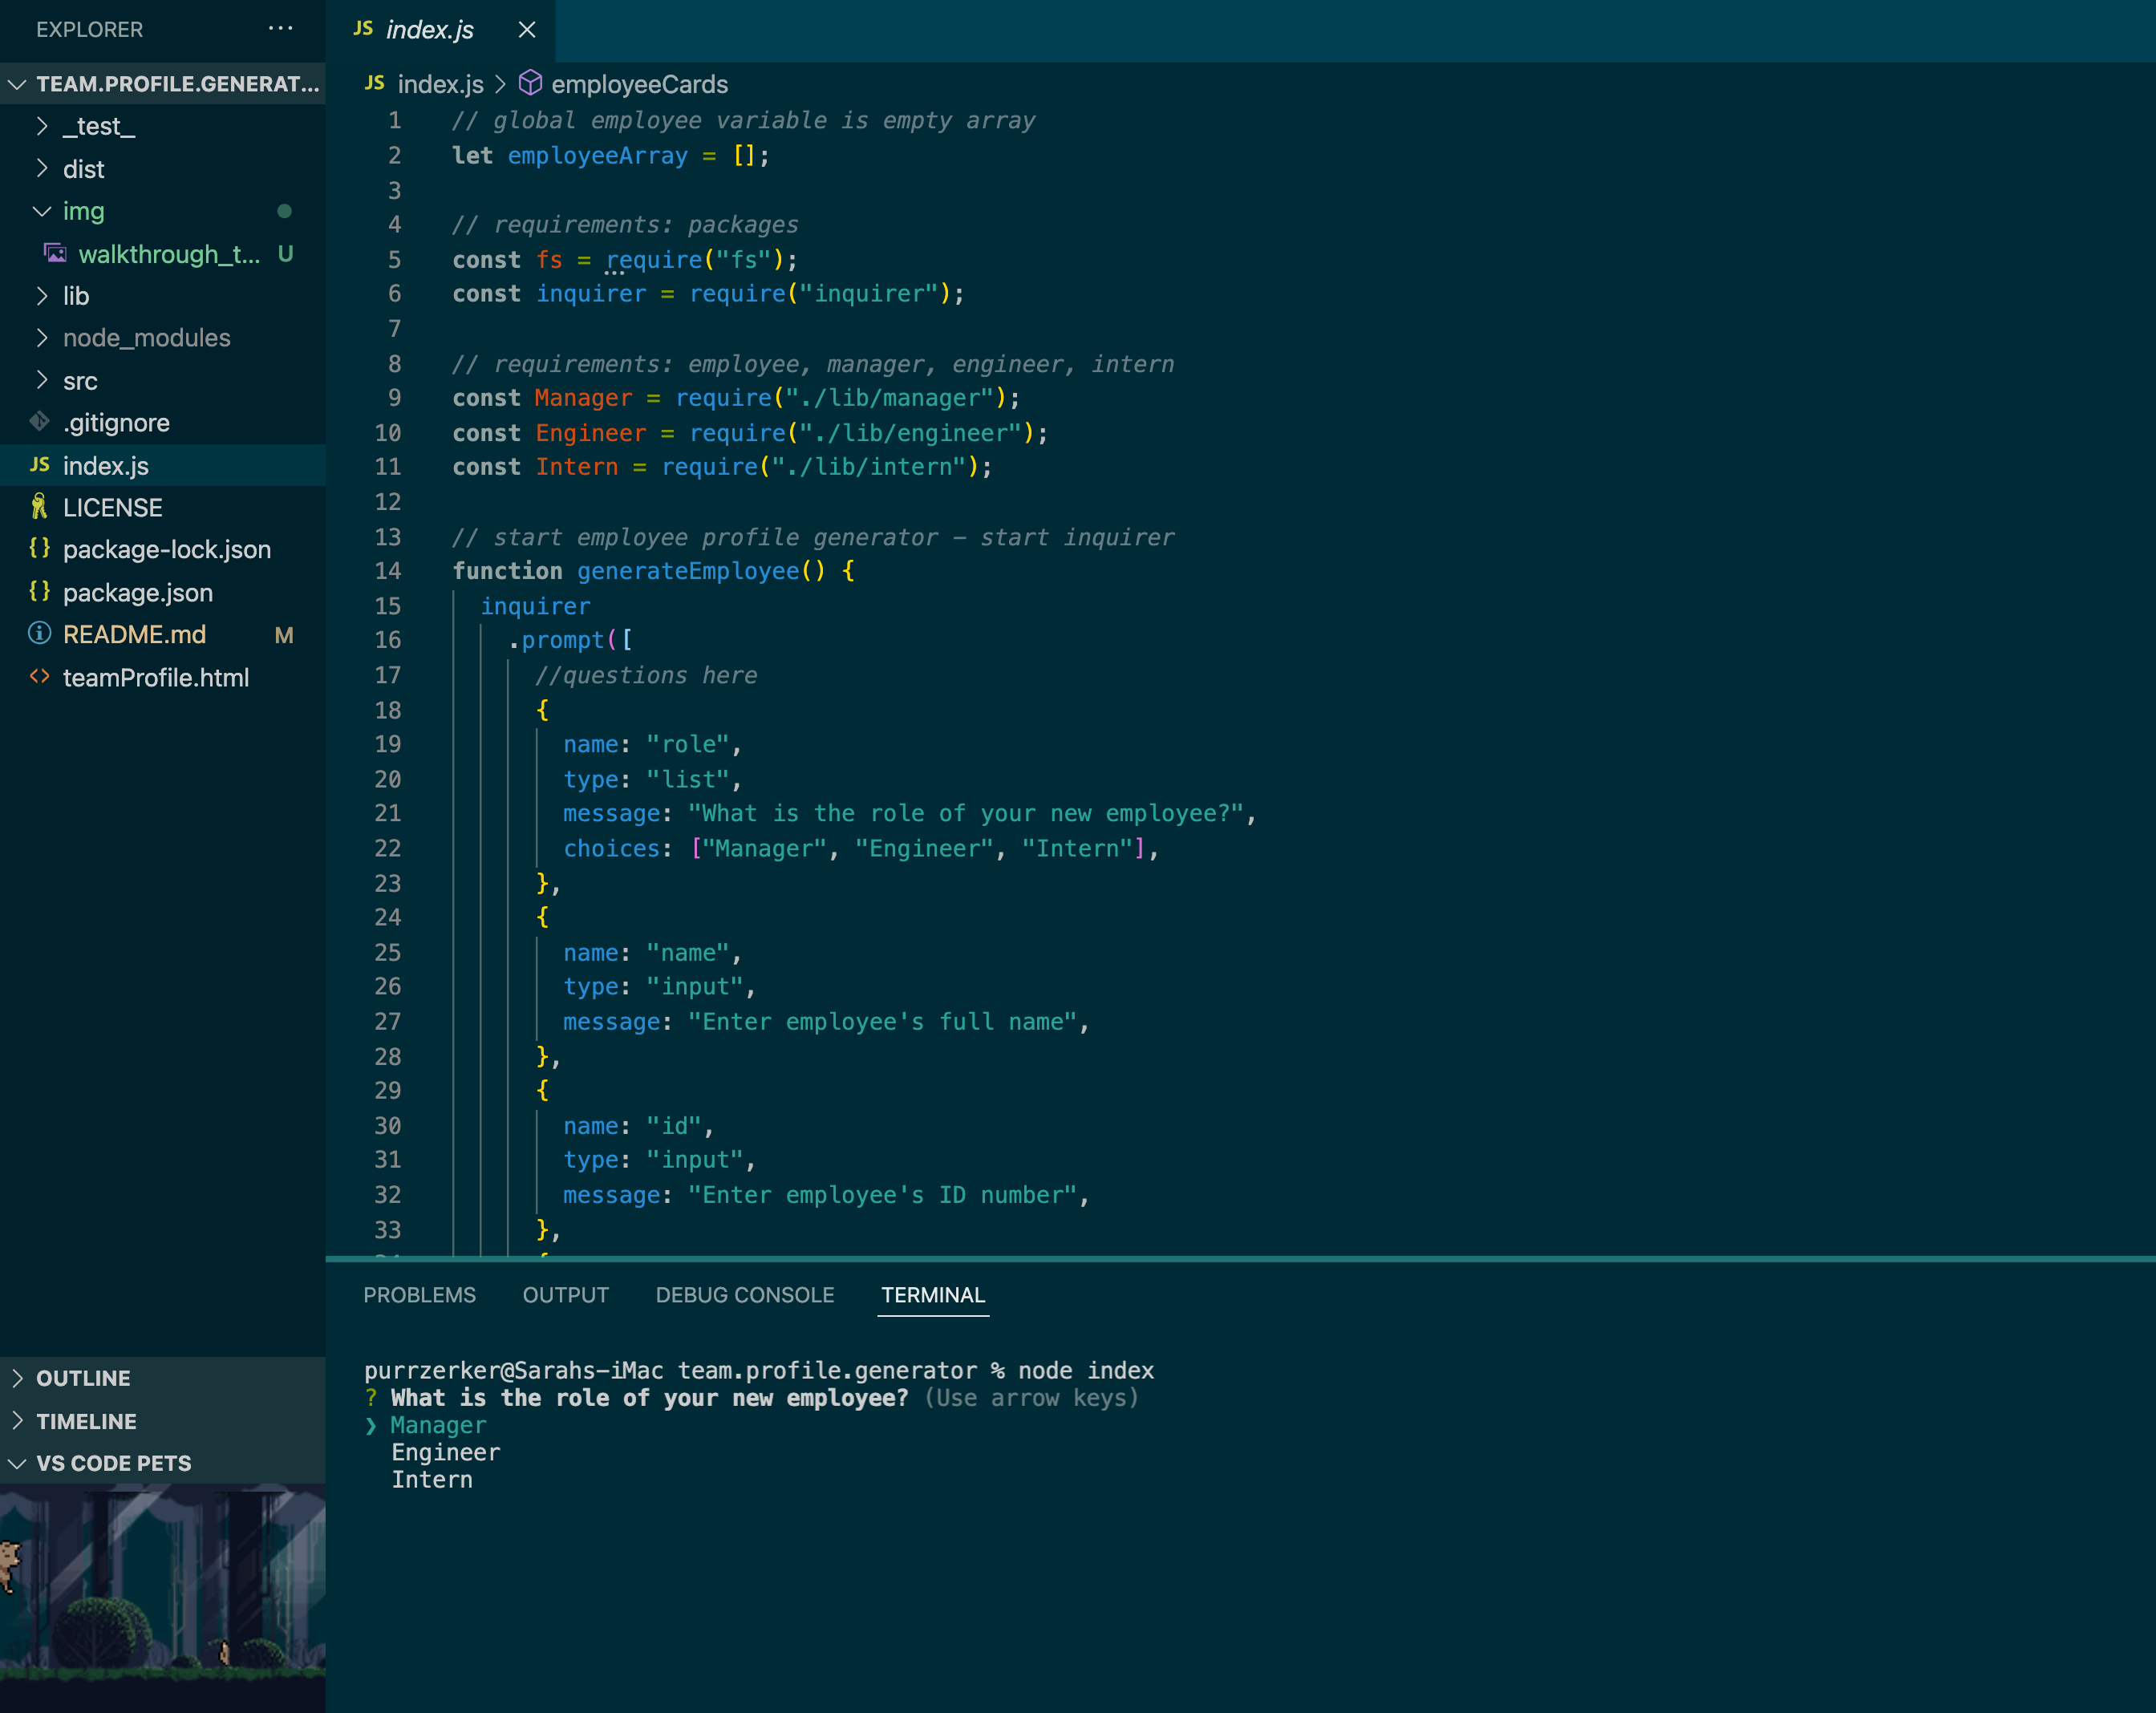 EXPLORER ...
TEAM.PROFILE.GENERAT...
_test_
dist
img
walkthrough_t... U
lib
node_modules
src
.gitignore
JS index.js
LICENSE
{} package-lock.json
{} package.json
README.md M
<> teamProfile.html
OUTLINE
TIMELINE
VS CODE PETS
JS index.js
JS index.js > employeeCards
1 // global employee variable is empty array
2 let employeeArray = [];
3
4 // requirements: packages
5 const fs = require("fs");
6 const inquirer = require("inquirer");
7
8 // requirements: employee, manager, engineer, intern
9 const Manager = require("./lib/manager");
10 const Engineer = require("./lib/engineer");
11 const Intern = require("./lib/intern");
12
13 // start employee profile generator – start inquirer
14 function generateEmployee() {
15 inquirer
16 .prompt([
17 //questions here
18 {
19 name: "role",
20 type: "list",
21 message: "What is the role of your new employee?",
22 choices: ["Manager", "Engineer", "Intern"],
23 },
24 {
25 name: "name",
26 type: "input",
27 message: "Enter employee's full name",
28 },
29 {
30 name: "id",
31 type: "input",
32 message: "Enter employee's ID number",
33 },
PROBLEMS OUTPUT DEBUG CONSOLE TERMINAL
purrzerker@Sarahs-iMac team.profile.generator % node index
? What is the role of your new employee? (Use arrow keys)
❯ Manager
Engineer
Intern